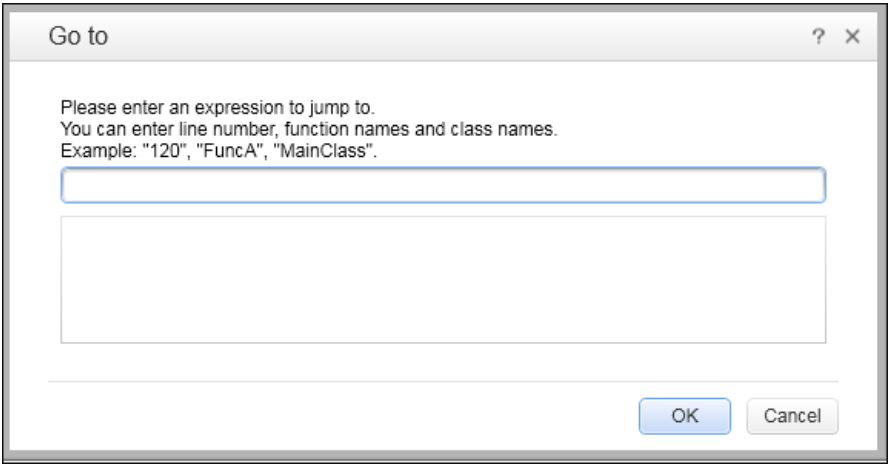 Go to
? ×
Please enter an expression to jump to.
You can enter line number, function names and class names.
Example: "120", "FuncA", "MainClass".
OK Cancel